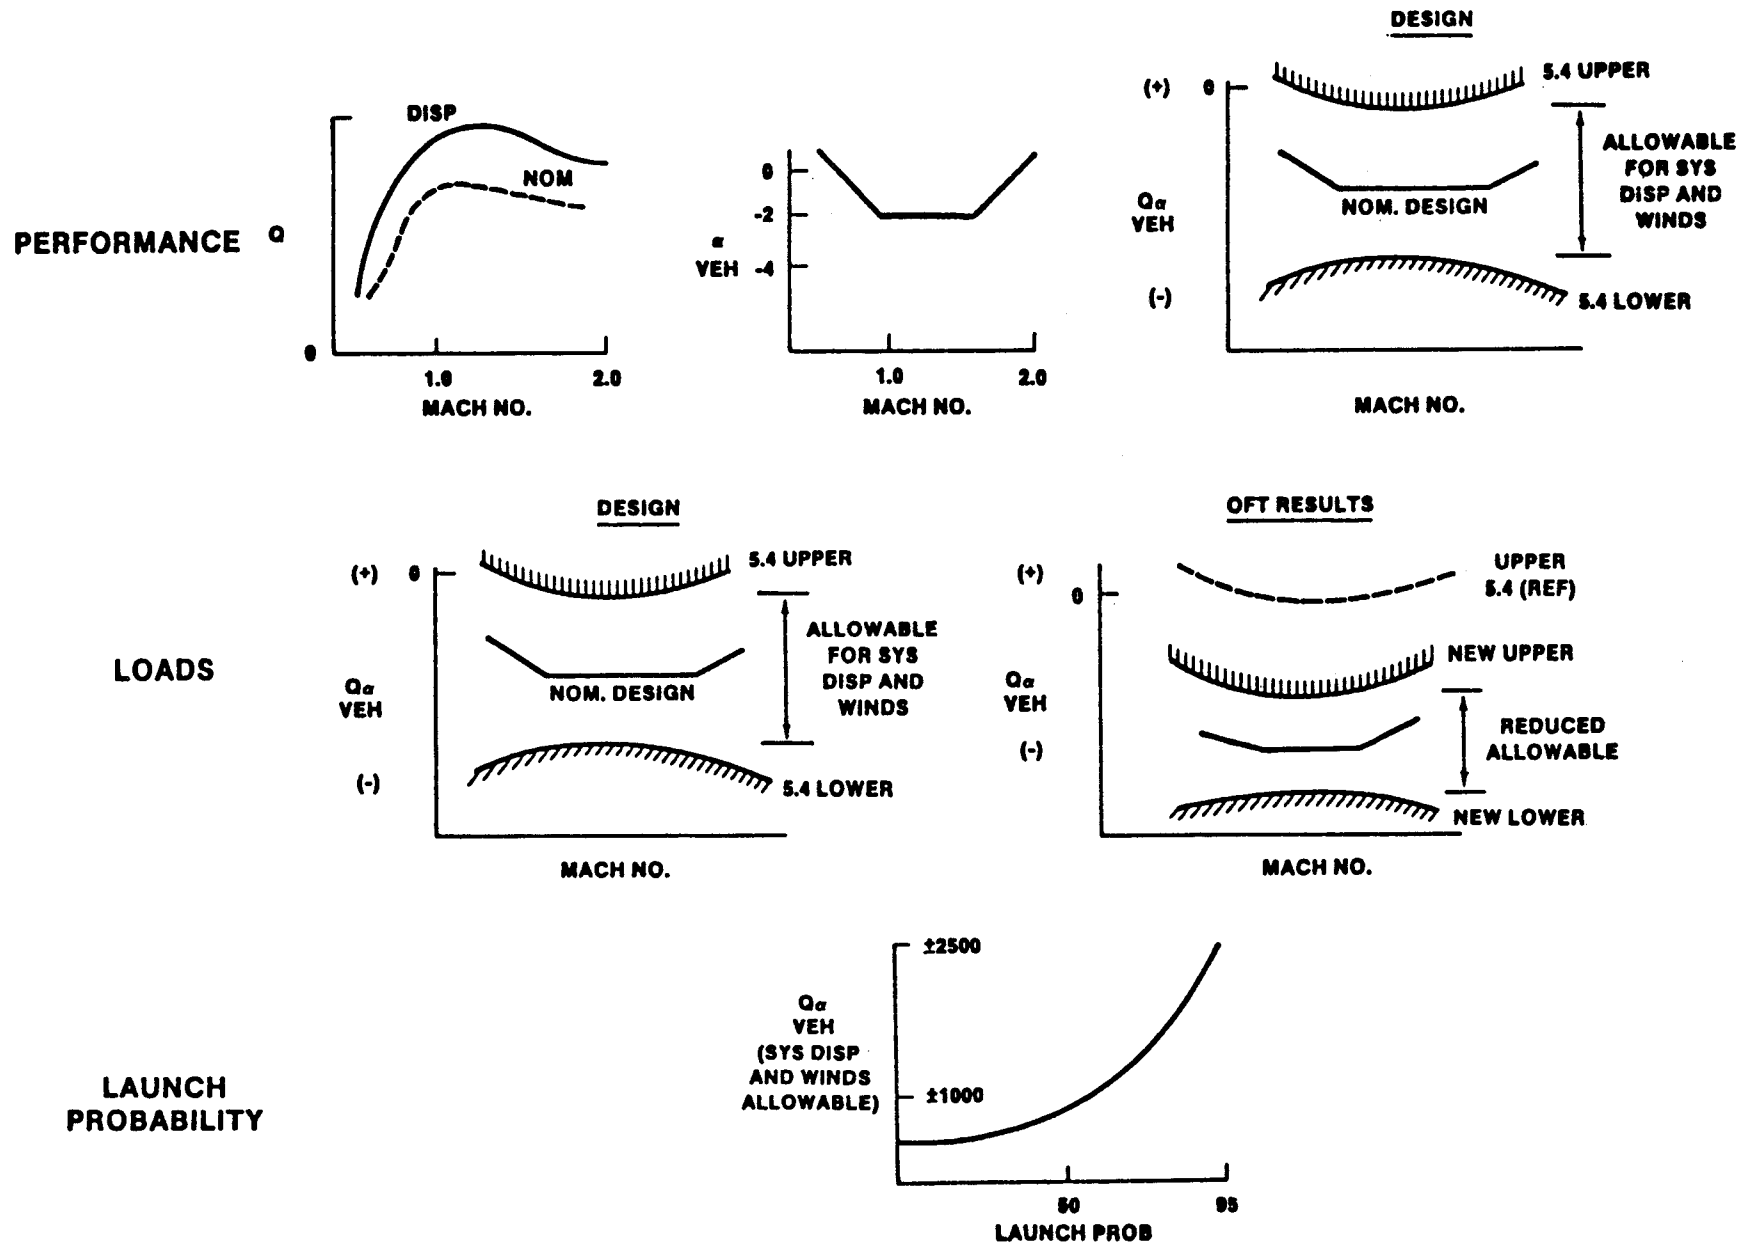 PERFORMANCE
Q
DISP
NOM
0
1.0
2.0
MACH NO.
α
VEH
0
-2
-4
1.0
2.0
MACH NO.
DESIGN
(+)
0
5.4 UPPER
ALLOWABLE
FOR SYS
DISP AND
WINDS
Qα
VEH
NOM. DESIGN
(-)
5.4 LOWER
MACH NO.
LOADS
DESIGN
(+)
0
5.4 UPPER
ALLOWABLE
FOR SYS
DISP AND
WINDS
Qα
VEH
NOM. DESIGN
(-)
5.4 LOWER
MACH NO.
OFT RESULTS
(+)
0
UPPER
5.4 (REF)
NEW UPPER
Qα
VEH
(-)
REDUCED
ALLOWABLE
NEW LOWER
MACH NO.
LAUNCH
PROBABILITY
Qα
VEH
(SYS DISP
AND WINDS
ALLOWABLE)
±2500
±1000
50
95
LAUNCH PROB